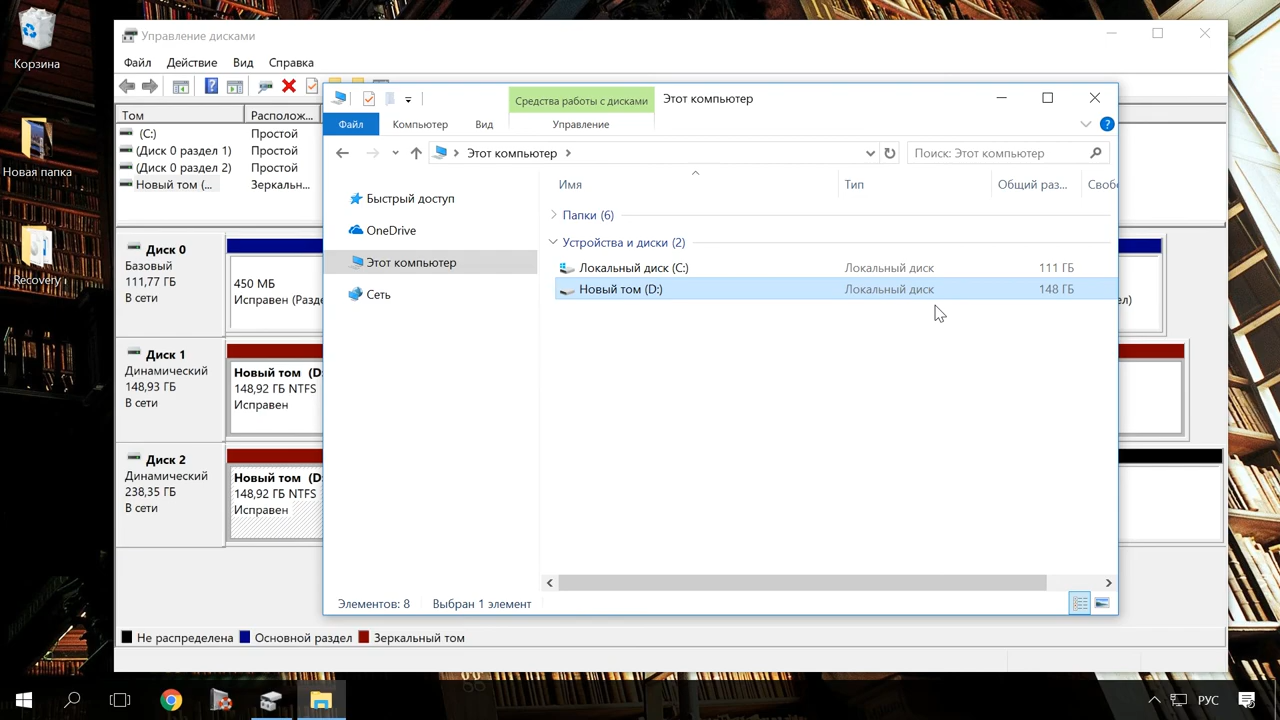 Корзина
Новая папка
Recovery
Управление дисками
Файл Действие Вид Справка
Том Располож...
(C:) Простой
(Диск 0 раздел 1) Простой
(Диск 0 раздел 2) Простой
Новый том (... Зеркальн...
Диск 0
Базовый
111,77 ГБ
В сети
450 МБ
Исправен (Разде
ел)
Диск 1
Динамический
148,93 ГБ
В сети
Новый том (D:
148,92 ГБ NTFS
Исправен
Диск 2
Динамический
238,35 ГБ
В сети
Новый том (D:
148,92 ГБ NTFS
Исправен
Не распределена Основной раздел Зеркальный том
Средства работы с дисками Этот компьютер
Файл Компьютер Вид Управление
Этот компьютер
Поиск: Этот компьютер
Быстрый доступ
OneDrive
Этот компьютер
Сеть
Имя Тип Общий раз... Своб
Папки (6)
Устройства и диски (2)
Локальный диск (C:) Локальный диск 111 ГБ
Новый том (D:) Локальный диск 148 ГБ
Элементов: 8 Выбран 1 элемент
РУС